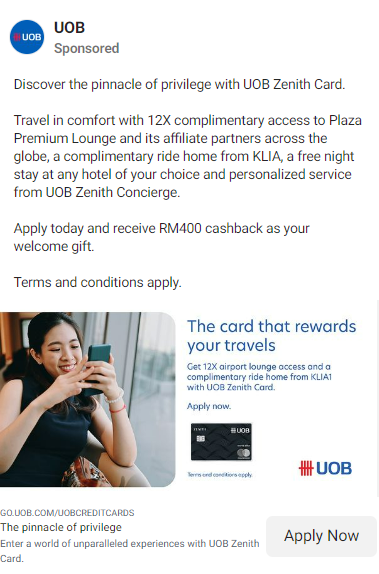 UOB
UOB
Sponsored
Discover the pinnacle of privilege with UOB Zenith Card.
Travel in comfort with 12X complimentary access to Plaza
Premium Lounge and its affiliate partners across the
globe, a complimentary ride home from KLIA, a free night
stay at any hotel of your choice and personalized service
from UOB Zenith Concierge.
Apply today and receive RM400 cashback as your
welcome gift.
Terms and conditions apply.
The card that rewards
your travels
Get 12X airport lounge access and a
complimentary ride home from KLIA1
with UOB Zenith Card.
Apply now.
ZENITH
UOB
Terms and conditions apply.
UOB
GO.UOB.COM/UOBCREDITCARDS
The pinnacle of privilege
Enter a world of unparalleled experiences with UOB Zenith
Card.
Apply Now